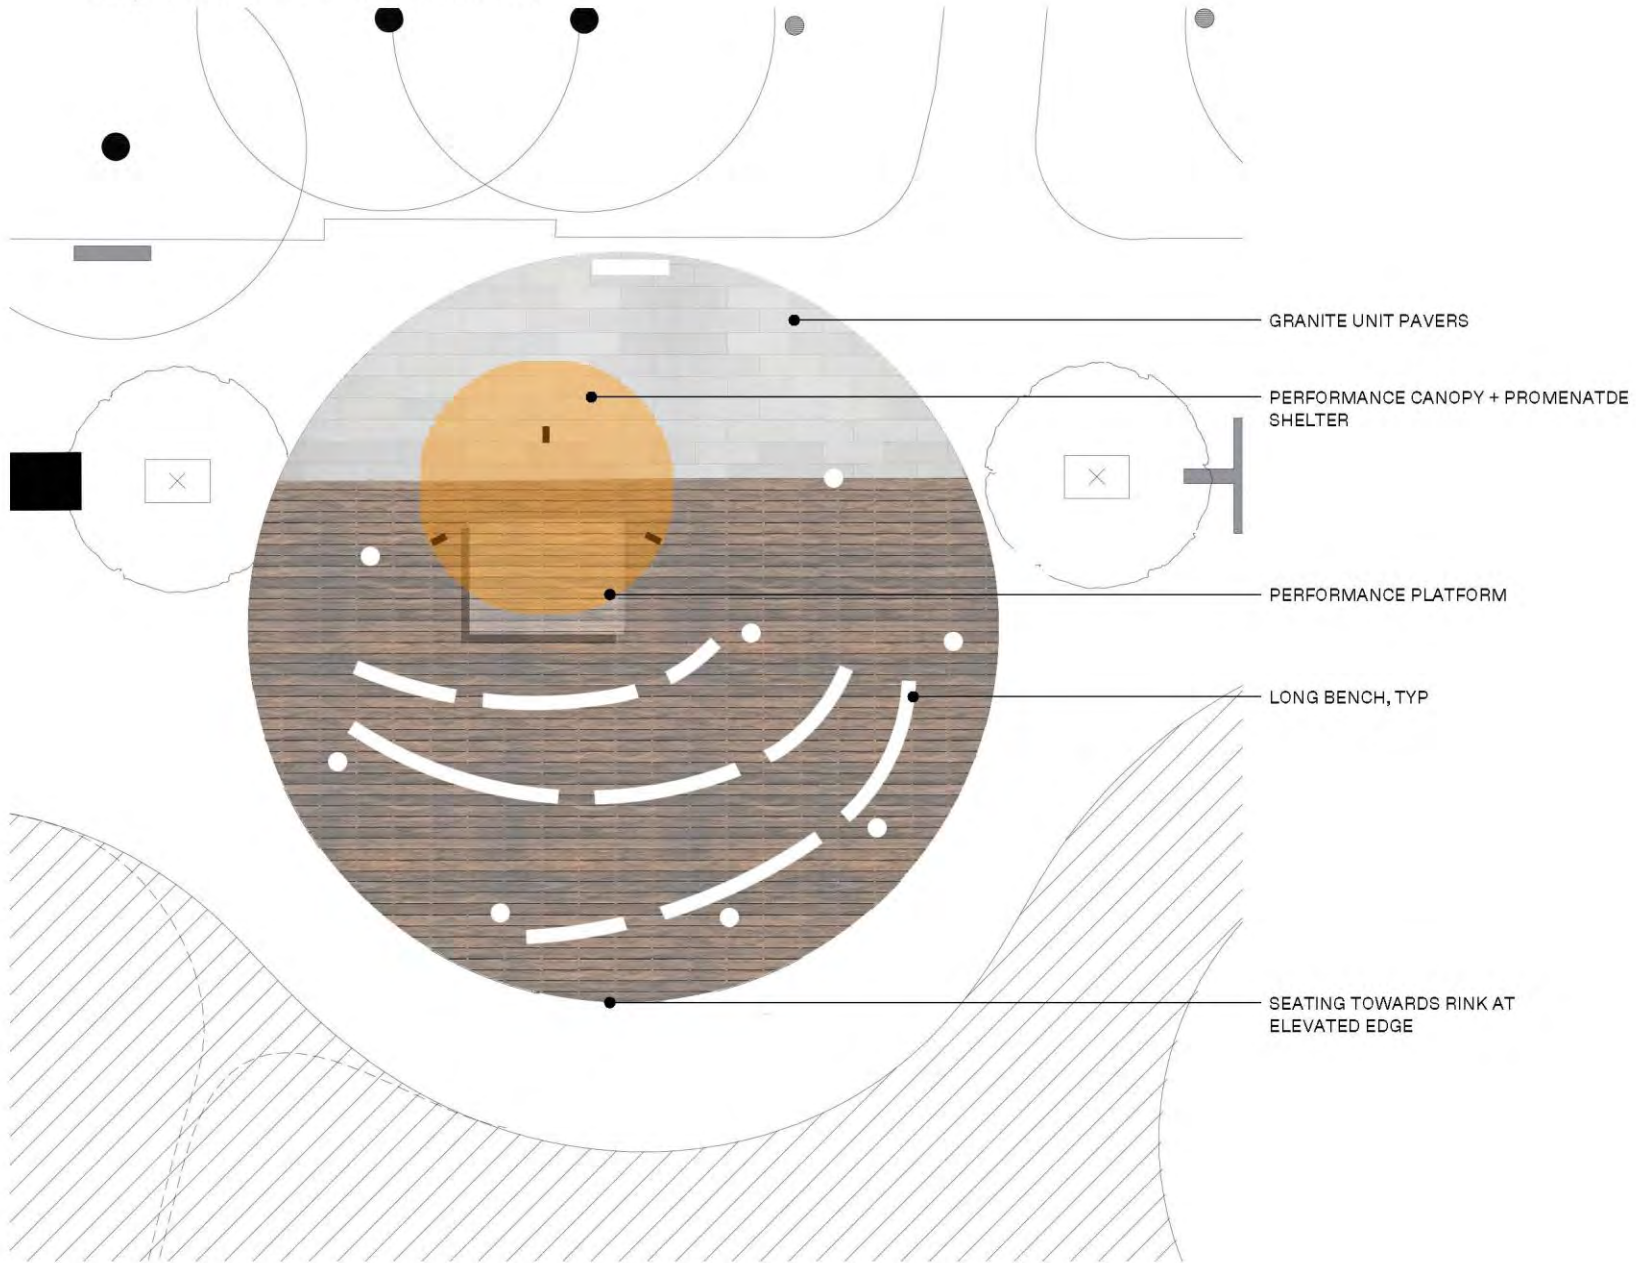 GRANITE UNIT PAVERS
PERFORMANCE CANOPY + PROMENATDE
SHELTER
PERFORMANCE PLATFORM
LONG BENCH, TYP
SEATING TOWARDS RINK AT
ELEVATED EDGE